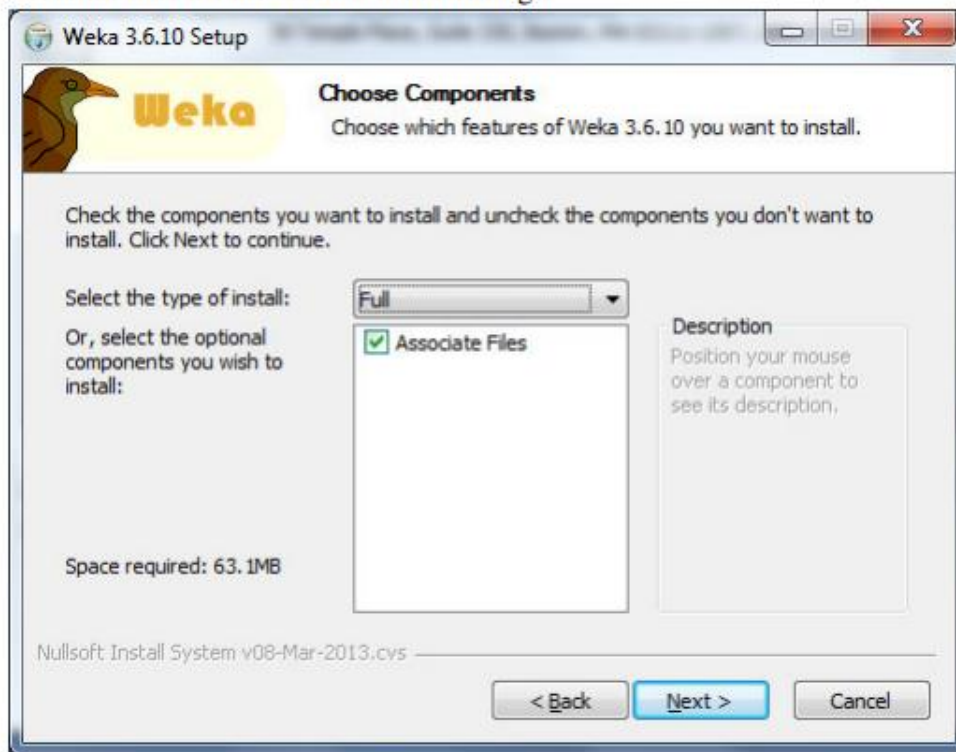 Weka 3.6.10 Setup
Weka
Choose Components
Choose which features of Weka 3.6.10 you want to install.
Check the components you want to install and uncheck the components you don't want to
install. Click Next to continue.
Select the type of install:
Full
Or, select the optional
components you wish to
install:
Associate Files
Description
Position your mouse
over a component to
see its description.
Space required: 63.1MB
Nullsoft Install System v08-Mar-2013.cvs
< Back
Next >
Cancel